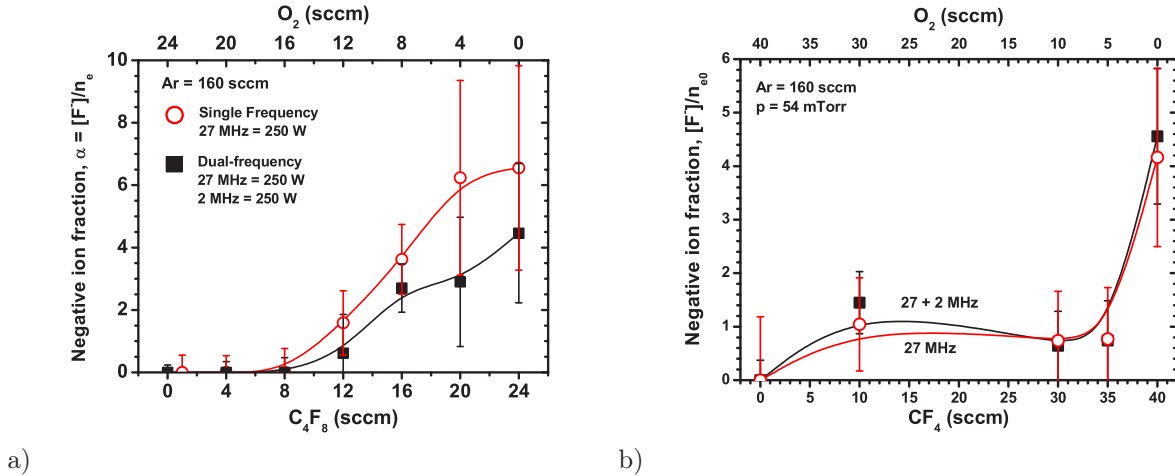 O₂ (sccm)
24 20 16 12 8 4 0
10
8
6
4
2
0
Negative ion fraction, α = [F⁻]/nₑ
Ar = 160 sccm
Single Frequency
27 MHz = 250 W
Dual-frequency
27 MHz = 250 W
2 MHz = 250 W
0 4 8 12 16 20 24
C₄F₈ (sccm)
a)
O₂ (sccm)
40 35 30 25 20 15 10 5 0
6
5
4
3
2
1
0
Negative ion fraction, [F⁻]/nₑ₀
Ar = 160 sccm
p = 54 mTorr
27 + 2 MHz
27 MHz
0 5 10 15 20 25 30 35 40
CF₄ (sccm)
b)